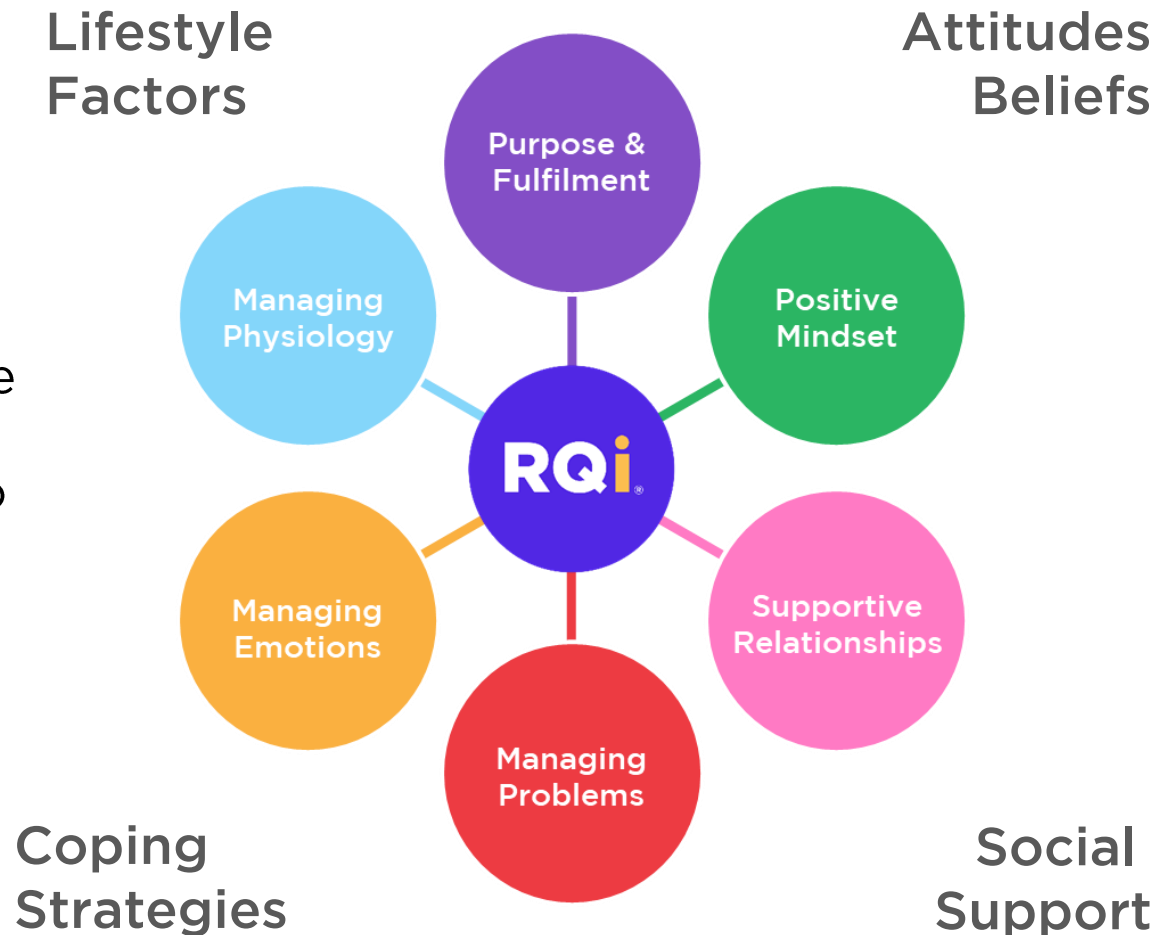 Lifestyle
Factors
Attitudes
Beliefs
Purpose &
Fulfilment
Managing
Physiology
Positive
Mindset
e
RQi®
Managing
Emotions
Supportive
Relationships
Managing
Problems
Coping
Strategies
Social
Support